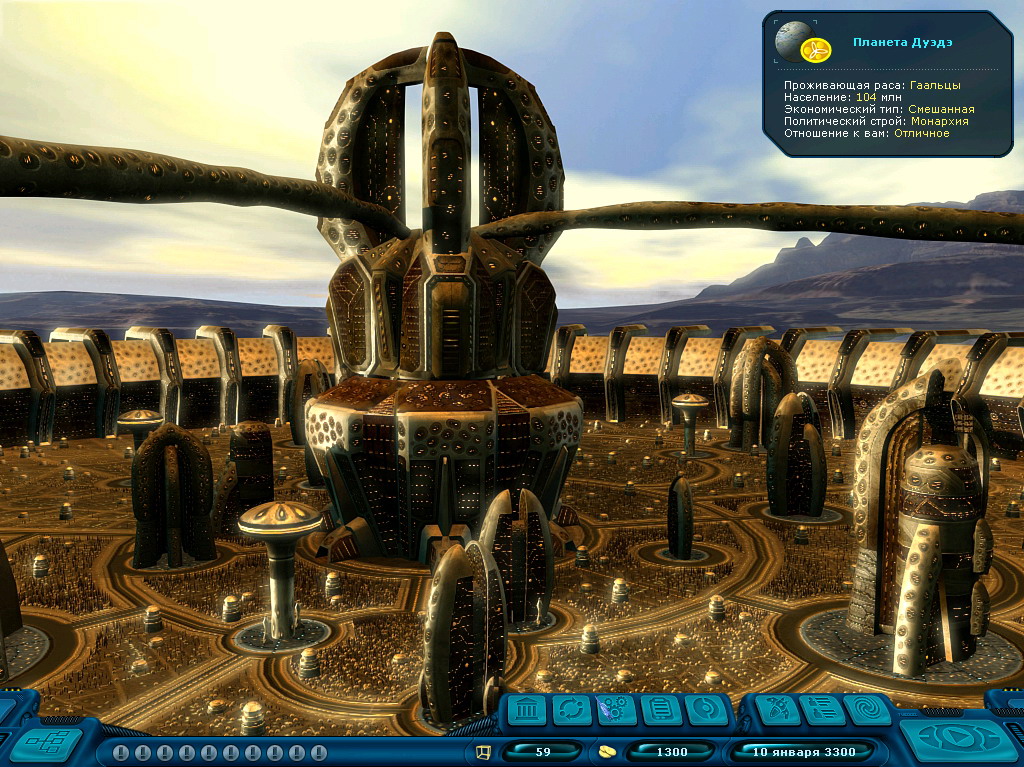 Планета Дуэдэ
Проживающая раса: Гаальцы
Население: 104 млн
Экономический тип: Смешанная
Политический строй: Монархия
Отношение к вам: Отличное
59
1300
10 января 3300